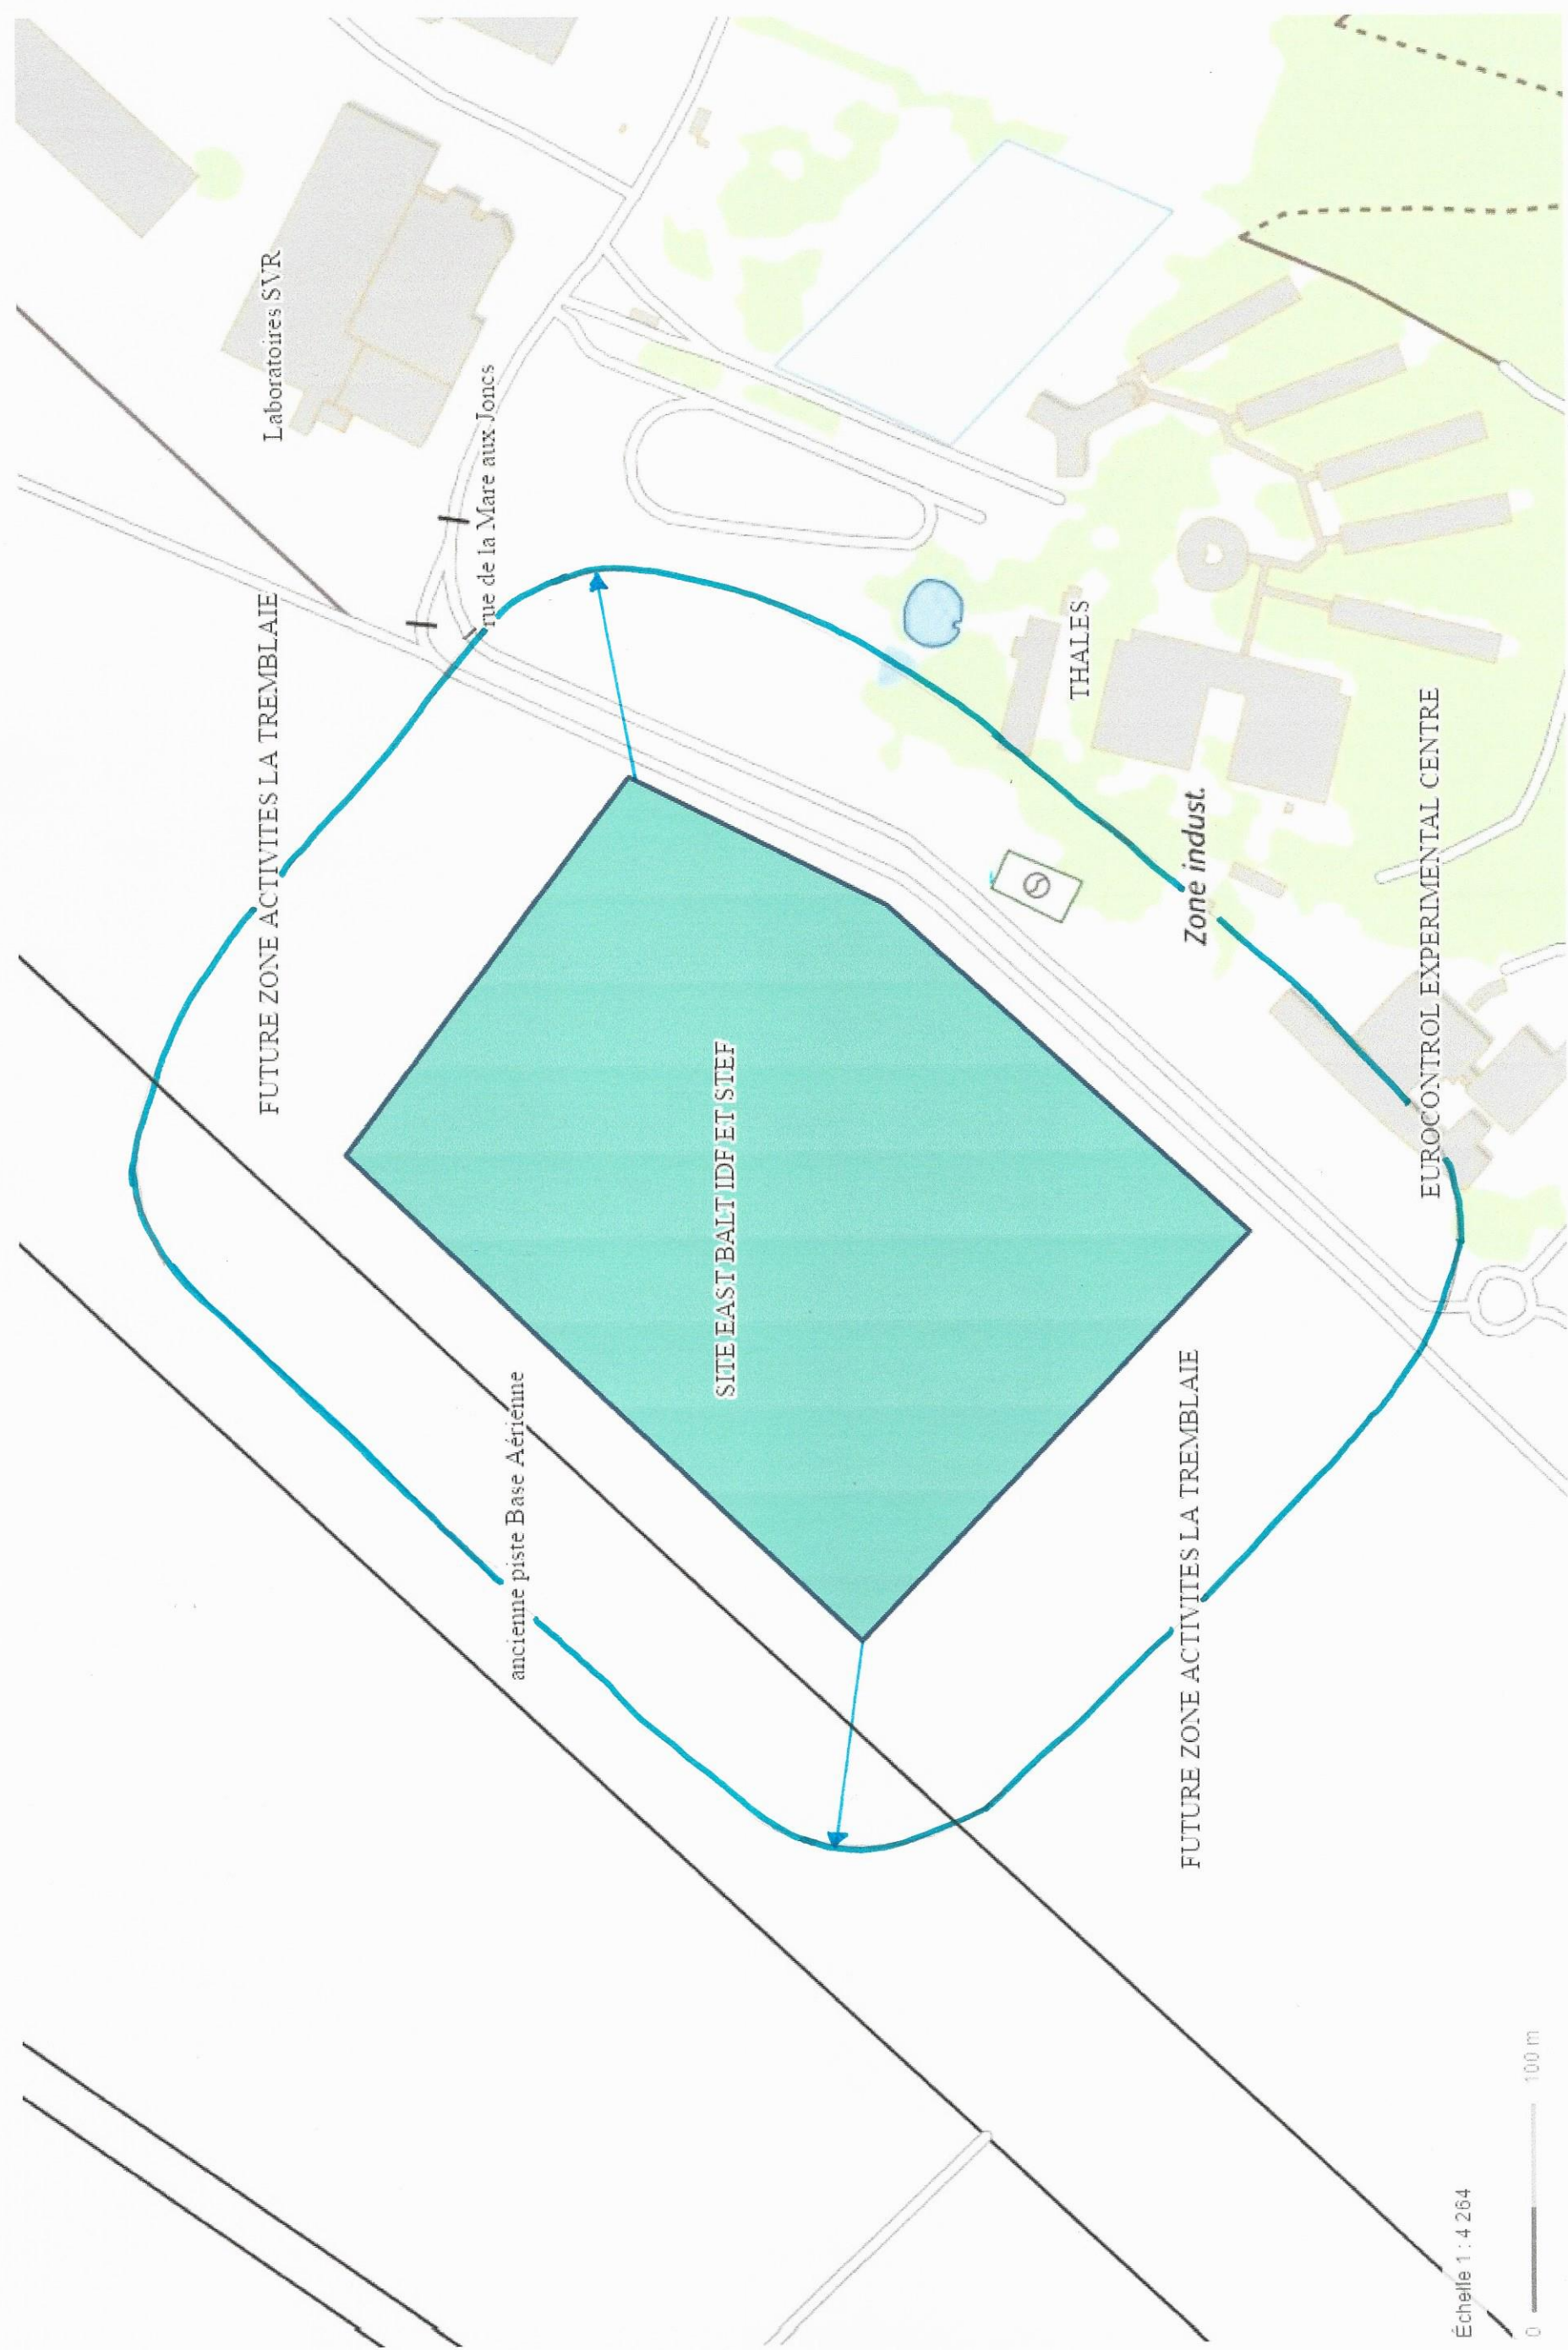 Laboratoires SVR
FUTURE ZONE ACTIVITES LA TREMBLAIE
rue de la Mare aux Joncs
ancienne piste Base Aérienne
SITE EAST BALT IDF ET STEF
THALES
Zone indust.
FUTURE ZONE ACTIVITES LA TREMBLAIE
EUROCONTROL EXPERIMENTAL CENTRE
Échelle 1 : 4 264
0 100 m